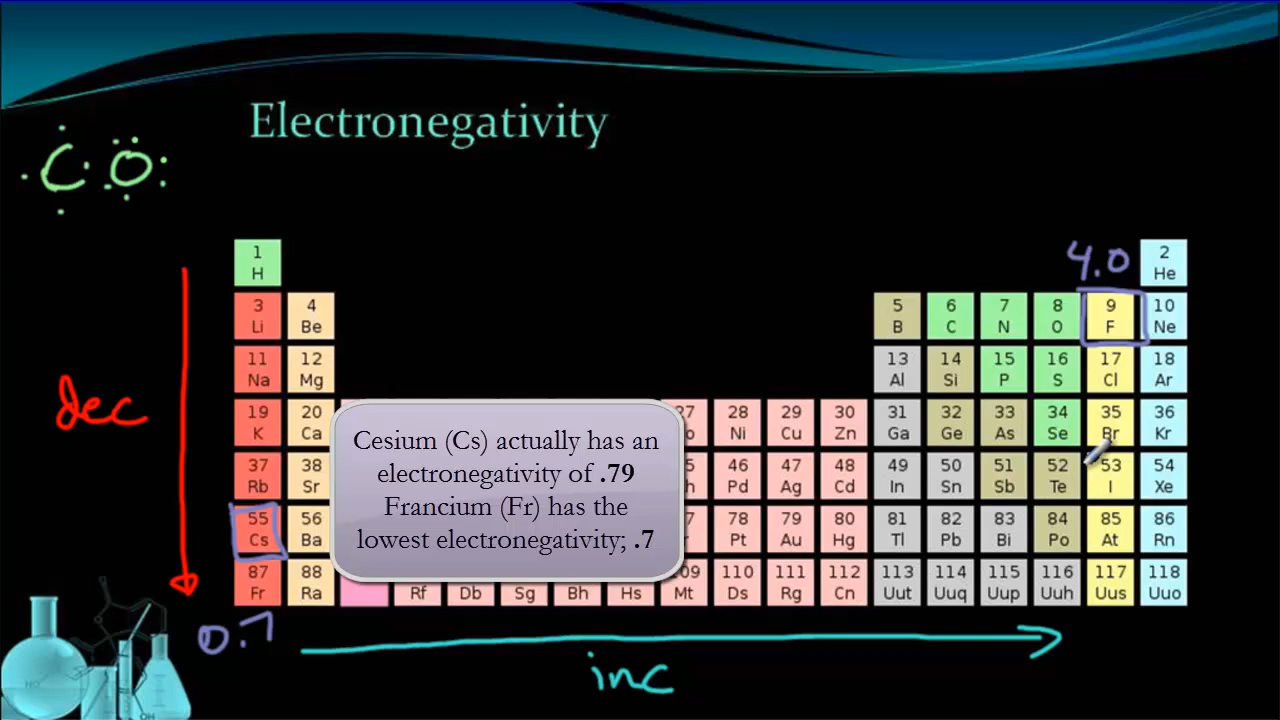 Electronegativity
C O
4.0
1 H 2 He
3 Li 4 Be 5 B 6 C 7 N 8 O 9 F 10 Ne
11 Na 12 Mg 13 Al 14 Si 15 P 16 S 17 Cl 18 Ar
19 K 20 Ca 28 Ni 29 Cu 30 Zn 31 Ga 32 Ge 33 As 34 Se 35 Br 36 Kr
37 Rb 38 Sr 46 Pd 47 Ag 48 Cd 49 In 50 Sn 51 Sb 52 Te 53 I 54 Xe
55 Cs 56 Ba 78 Pt 79 Au 80 Hg 81 Tl 82 Pb 83 Bi 84 Po 85 At 86 Rn
87 Fr 88 Ra Rf Db Sg Bh Hs Mt 110 Ds 111 Rg 112 Cn 113 Uut 114 Uuq 115 Uup 116 Uuh 117 Uus 118 Uuo
dec
Cesium (Cs) actually has an
electronegativity of .79
Francium (Fr) has the
lowest electronegativity; .7
0.7
inc
HO
OH